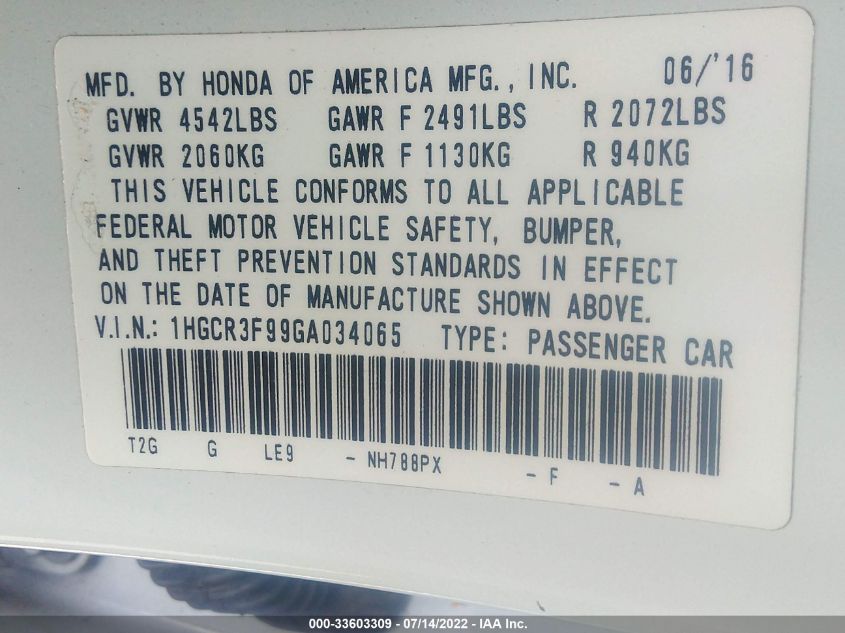 MFD. BY HONDA OF AMERICA MFG., INC. 06/'16
GVWR 4542LBS GAWR F 2491LBS R 2072LBS
GVWR 2060KG GAWR F 1130KG R 940KG
THIS VEHICLE CONFORMS TO ALL APPLICABLE
FEDERAL MOTOR VEHICLE SAFETY, BUMPER,
AND THEFT PREVENTION STANDARDS IN EFFECT
ON THE DATE OF MANUFACTURE SHOWN ABOVE.
V.I.N.: 1HGCR3F99GA034065 TYPE: PASSENGER CAR
T2G G LE9 - NH788PX - F - A
000-33603309 / 07/14/2022 - IAA Inc.